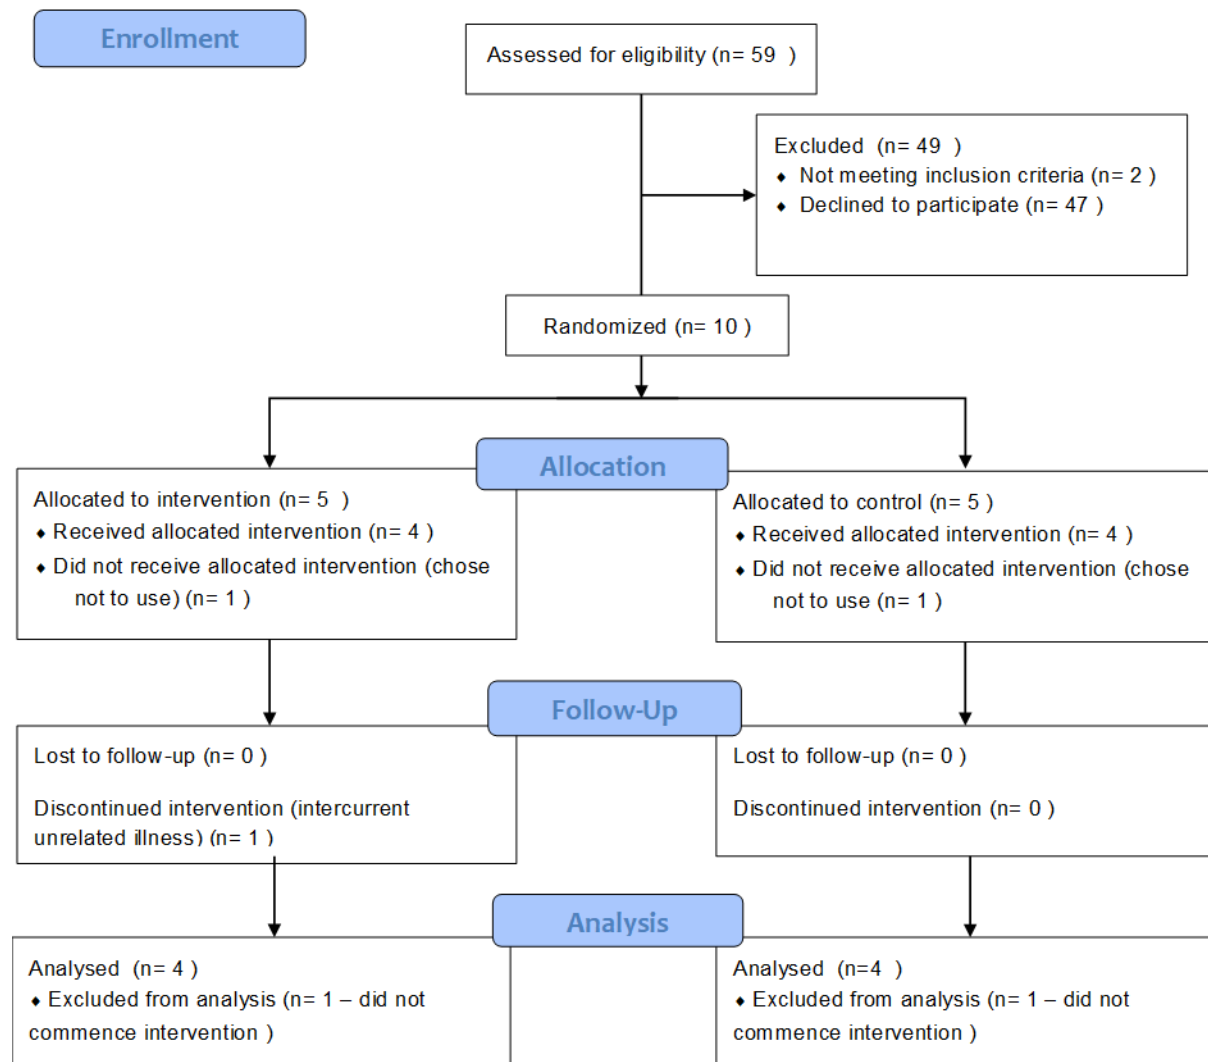 Enrollment
Assessed for eligibility (n= 59 )
Excluded (n= 49 )
⬥ Not meeting inclusion criteria (n= 2 )
⬥ Declined to participate (n= 47 )
Randomized (n= 10 )
Allocation
Allocated to intervention (n= 5 )
⬥ Received allocated intervention (n= 4 )
⬥ Did not receive allocated intervention (chose
not to use) (n= 1 )
Allocated to control (n= 5 )
⬥ Received allocated intervention (n= 4 )
⬥ Did not receive allocated intervention (chose
not to use (n= 1 )
Follow-Up
Lost to follow-up (n= 0 )
Discontinued intervention (intercurrent
unrelated illness) (n= 1 )
Lost to follow-up (n= 0 )
Discontinued intervention (n= 0 )
Analysis
Analysed (n= 4 )
⬥ Excluded from analysis (n= 1 – did not
commence intervention )
Analysed (n=4 )
⬥ Excluded from analysis (n= 1 – did not
commence intervention )